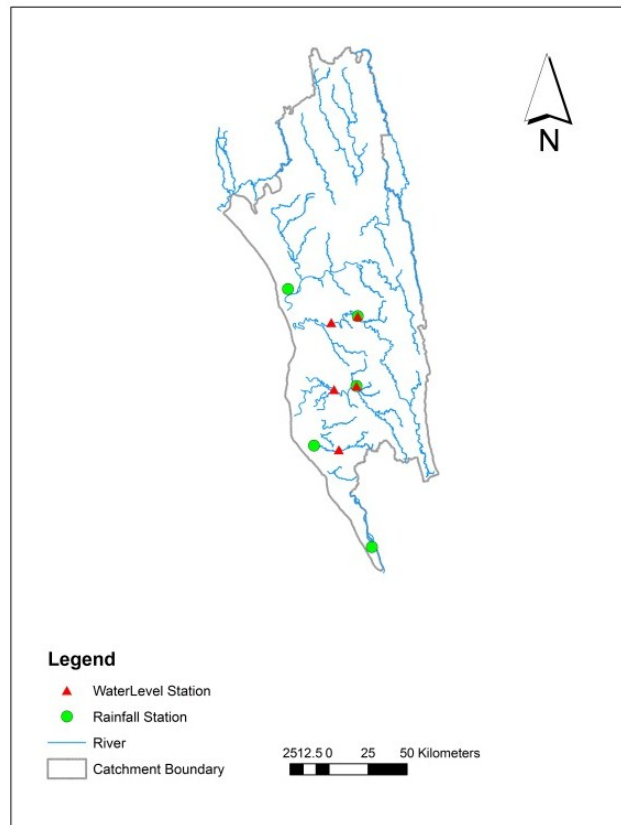 N
Legend
WaterLevel Station
Rainfall Station
River
Catchment Boundary
2512.5 0 25 50 Kilometers